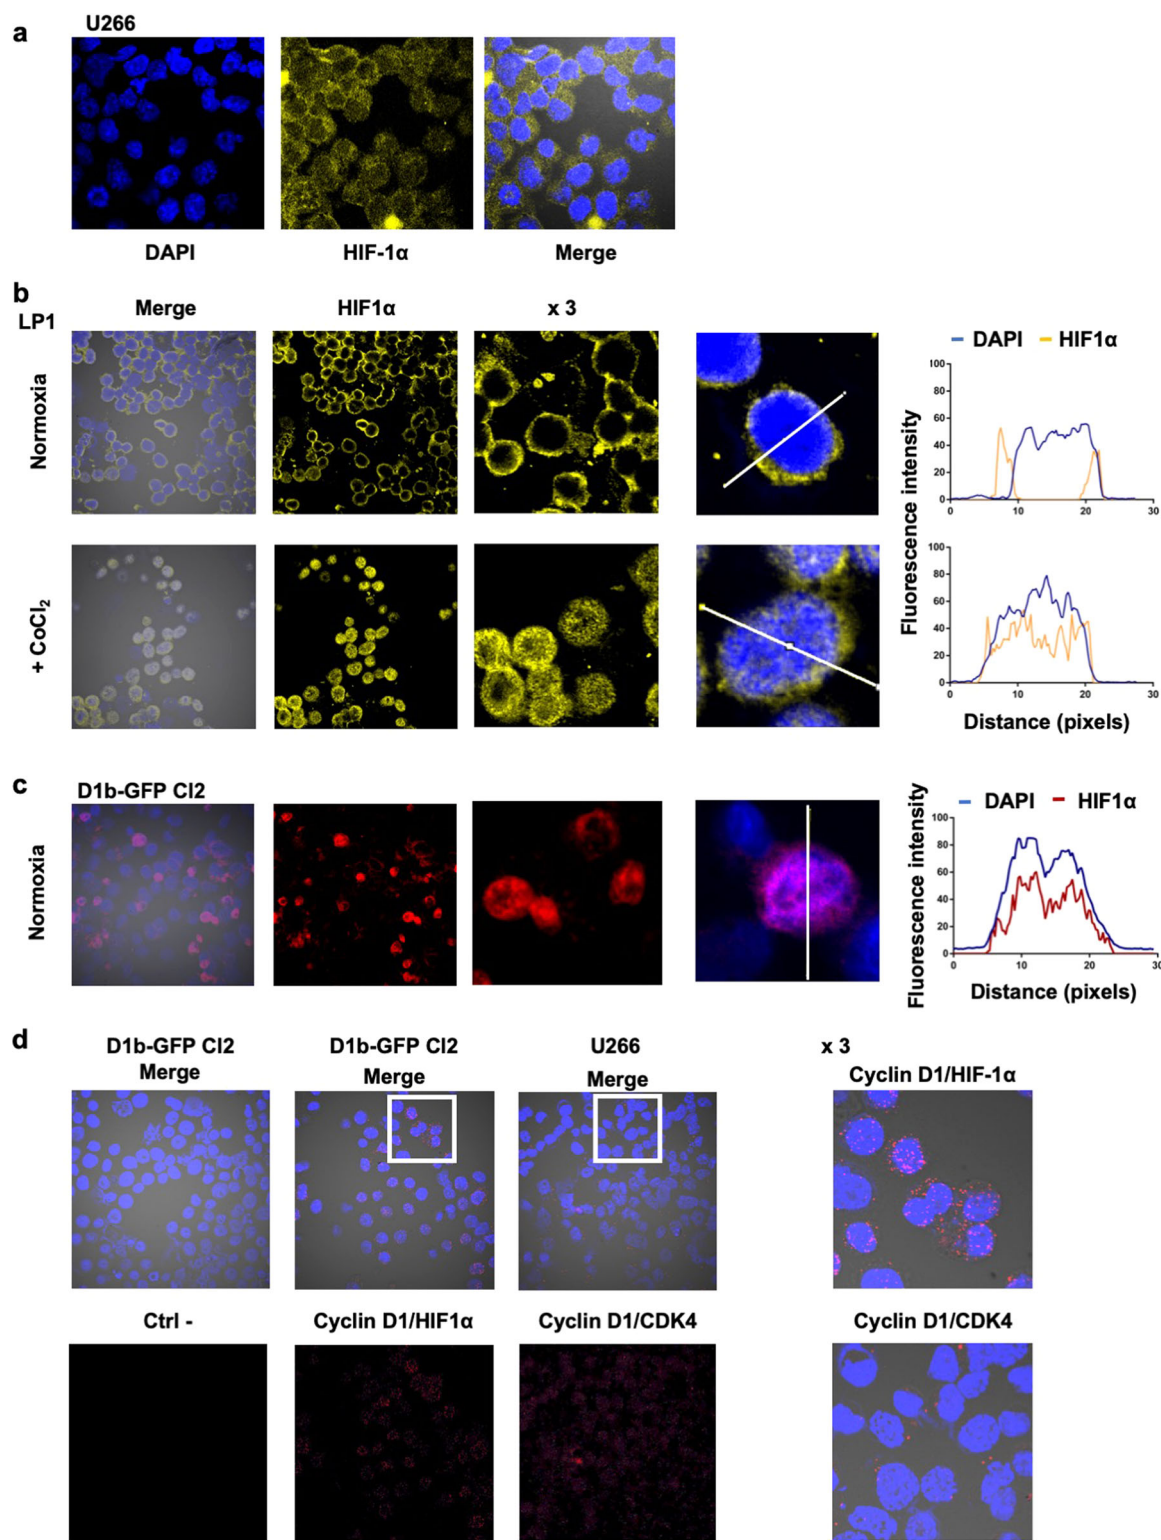 a
U266
DAPI HIF-1α Merge
b
LP1
Merge HIF1α x 3
Normoxia
DAPI HIF1α
Fluorescence intensity
100
80
60
40
20
0
0 10 20 30
+ CoCl₂
100
80
60
40
20
0
0 10 20 30
Distance (pixels)
c
D1b-GFP Cl2
Normoxia
DAPI HIF1α
Fluorescence intensity
100
80
60
40
20
0
0 10 20 30
Distance (pixels)
d
D1b-GFP Cl2 D1b-GFP Cl2 U266 x 3
Merge Merge Merge Cyclin D1/HIF-1α
Ctrl - Cyclin D1/HIF1α Cyclin D1/CDK4 Cyclin D1/CDK4